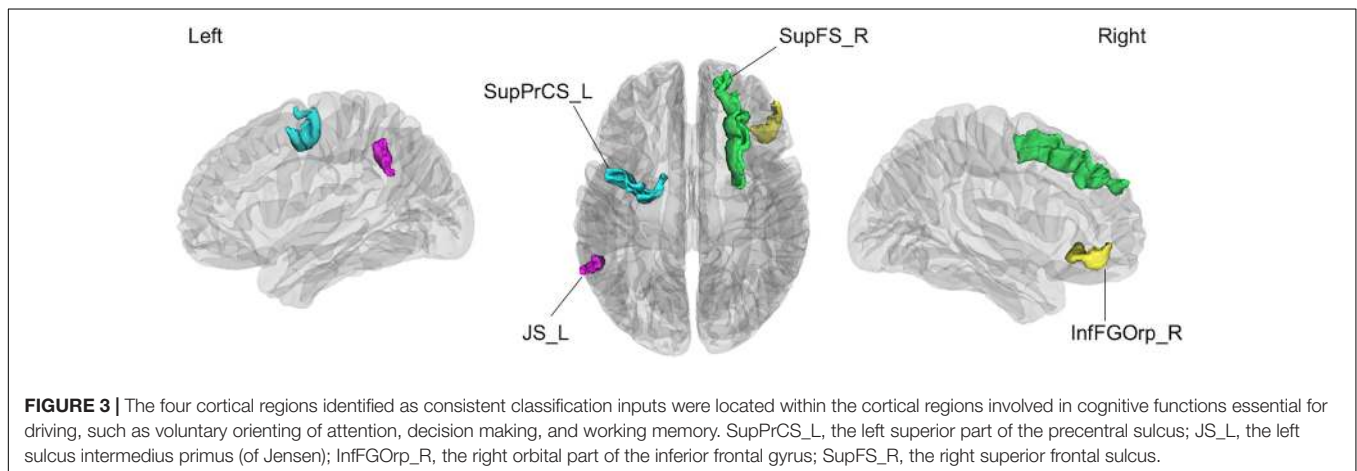 Left
SupFS_R
Right
SupPrCS_L
JS_L
InfFGOrp_R
FIGURE 3 | The four cortical regions identified as consistent classification inputs were located within the cortical regions involved in cognitive functions essential for
driving, such as voluntary orienting of attention, decision making, and working memory. SupPrCS_L, the left superior part of the precentral sulcus; JS_L, the left
sulcus intermedius primus (of Jensen); InfFGOrp_R, the right orbital part of the inferior frontal gyrus; SupFS_R, the right superior frontal sulcus.